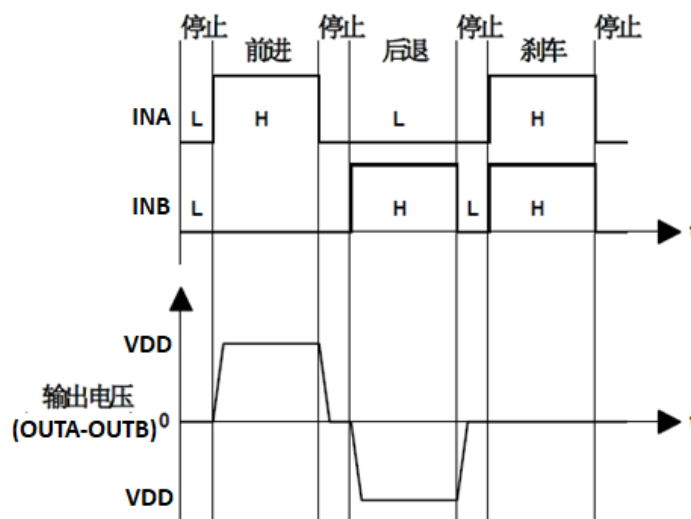 停止 停止 停止 停止
前进 后退 刹车
INA L H L H
INB L H L H
t
VDD
输出电压
(OUTA-OUTB) 0
t
VDD